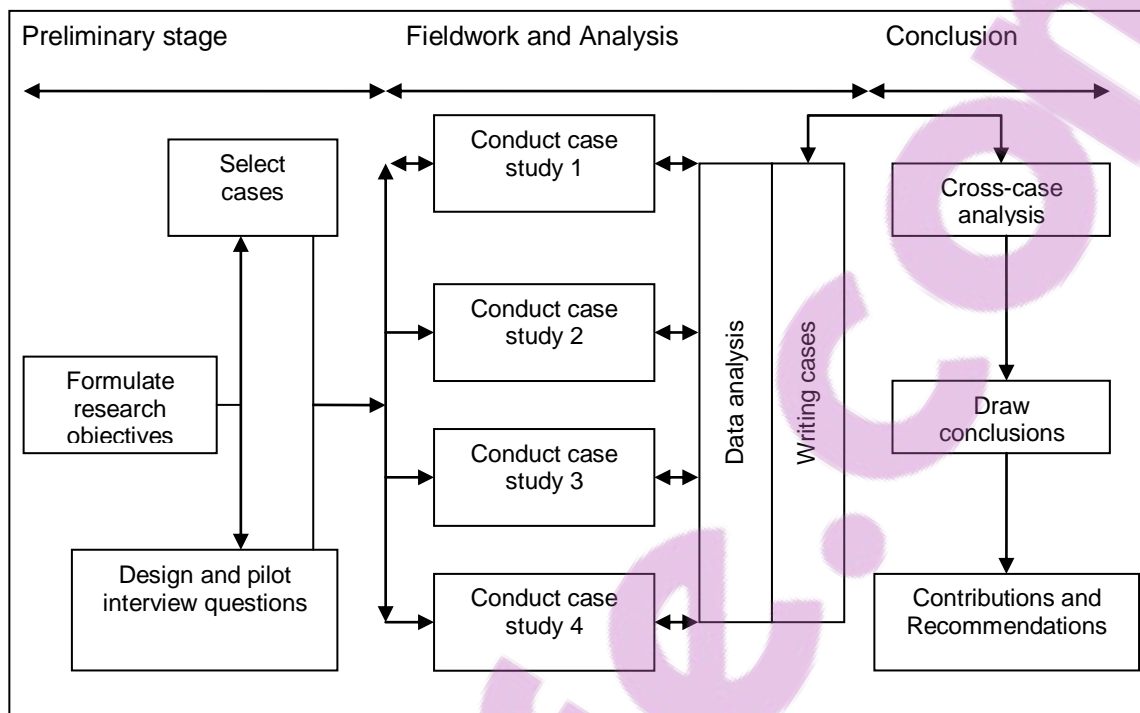 Preliminary stage
Fieldwork and Analysis
Conclusion
Select
cases
Formulate
research
objectives
Design and pilot
interview questions
Conduct case
study 1
Conduct case
study 2
Conduct case
study 3
Conduct case
study 4
Data analysis
Writing cases
Cross-case
analysis
Draw
conclusions
Contributions and
Recommendations